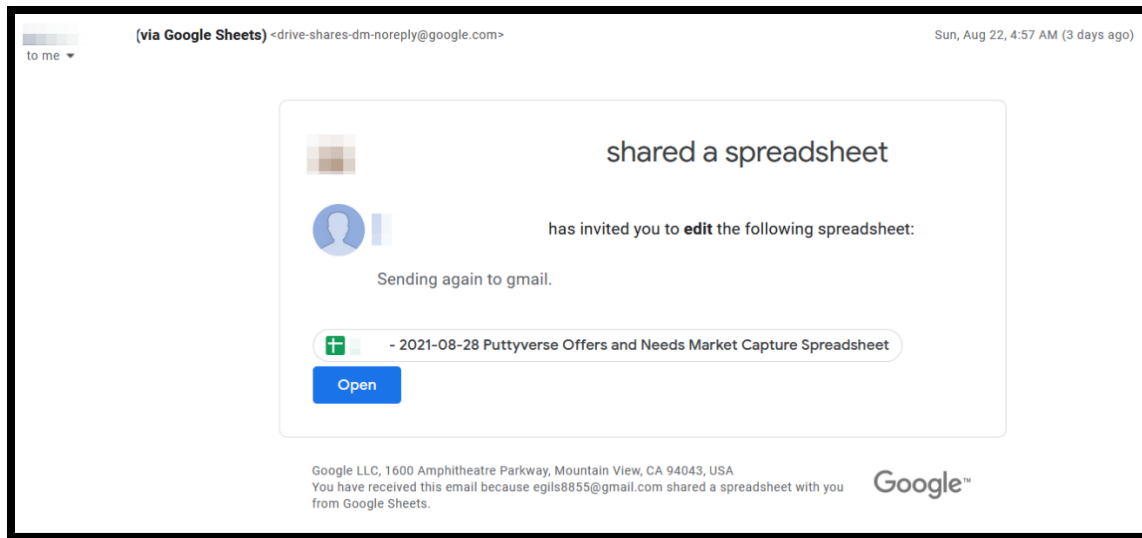 (via Google Sheets) <drive-shares-dm-noreply@google.com>
Sun, Aug 22, 4:57 AM (3 days ago)
to me
shared a spreadsheet
has invited you to edit the following spreadsheet:
Sending again to gmail.
- 2021-08-28 Puttyverse Offers and Needs Market Capture Spreadsheet
Open
Google LLC, 1600 Amphitheatre Parkway, Mountain View, CA 94043, USA
You have received this email because egils8855@gmail.com shared a spreadsheet with you
from Google Sheets.
Google™